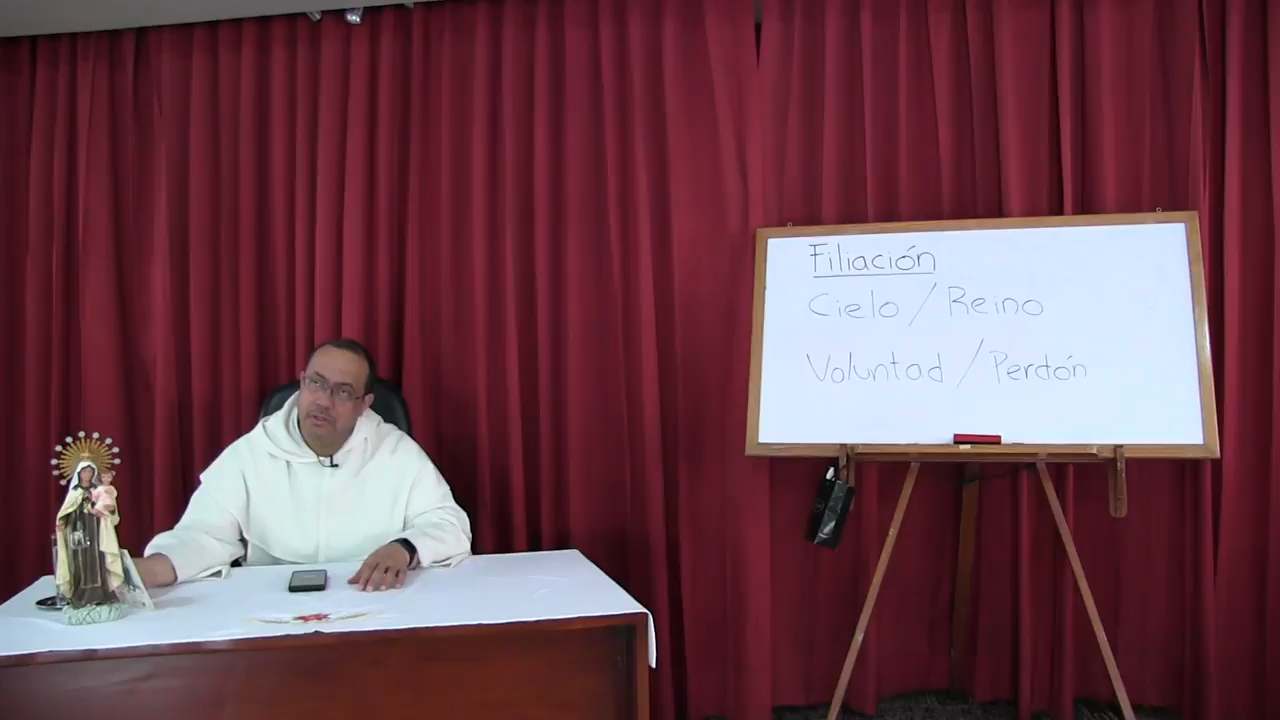 Filiación
Cielo / Reino
Voluntad / Perdón